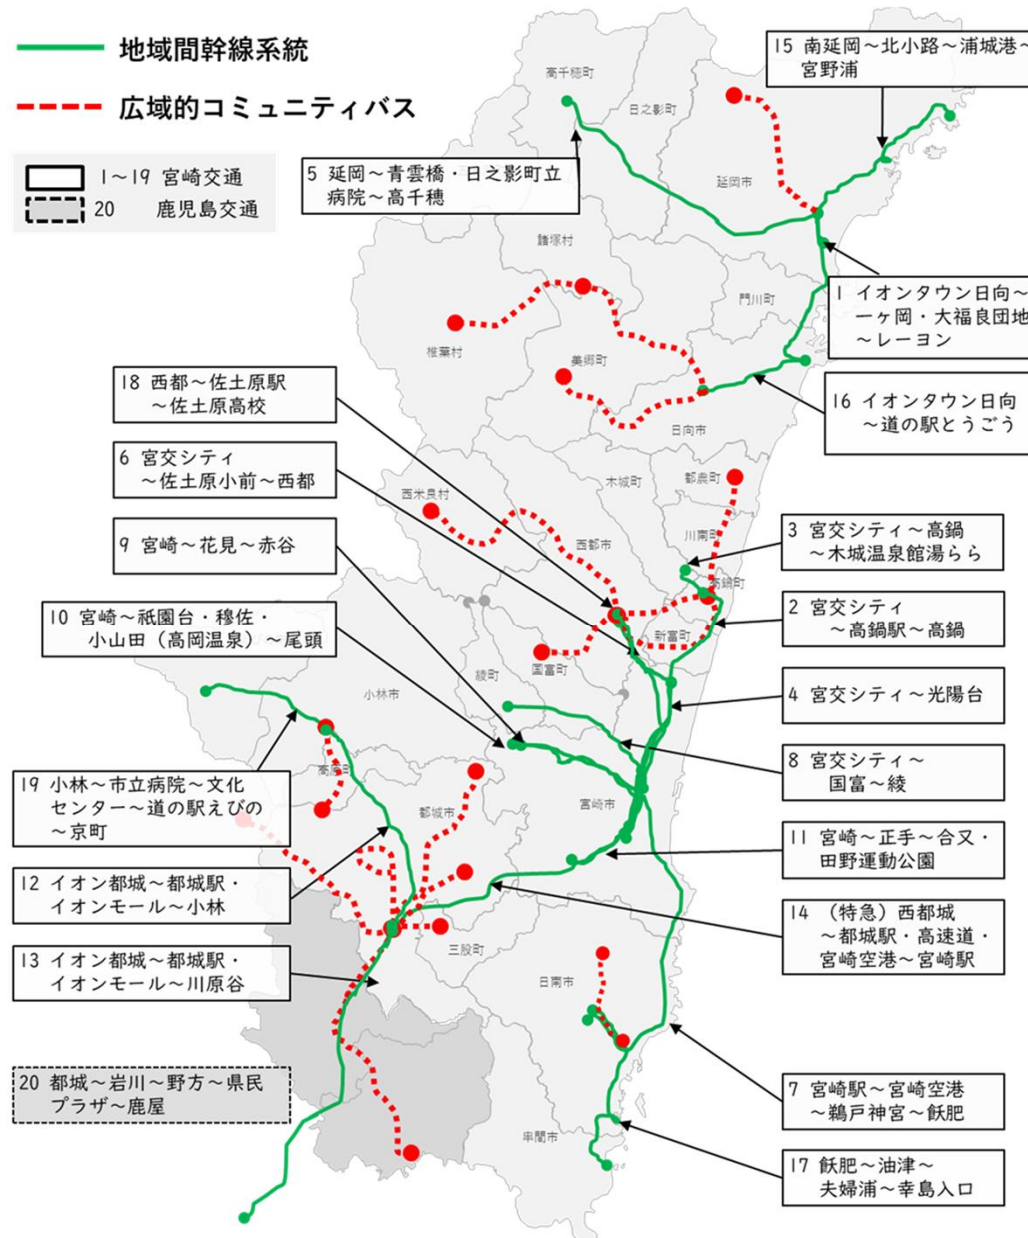 地域間幹線系統
広域的コミュニティバス
1～19 宮崎交通
20 鹿児島交通
15 南延岡～北小路～浦城港～
宮野浦
高千穂町
日之影町
延岡市
5 延岡～青雲橋・日之影町立
病院～高千穂
諸塚村
門川町
1 イオンタウン日向～
一ヶ岡・大福良団地
～レーヨン
椎葉村
美郷町
18 西都～佐土原駅
～佐土原高校
16 イオンタウン日向
～道の駅とうごう
日向市
6 宮交シティ
～佐土原小前～西都
木城町
都農町
西米良村
西都市
川南町
3 宮交シティ～高鍋
～木城温泉館湯らら
9 宮崎～花見～赤谷
高鍋町
10 宮崎～祇園台・穆佐・
小山田（高岡温泉）～尾頭
2 宮交シティ
～高鍋駅～高鍋
新富町
国富町
綾町
小林市
4 宮交シティ～光陽台
8 宮交シティ～
国富～綾
高原町
19 小林～市立病院～文化
センター～道の駅えびの
～京町
都城市
宮崎市
11 宮崎～正手～合又・
田野運動公園
12 イオン都城～都城駅・
イオンモール～小林
14 （特急）西都城
～都城駅・高速道・
宮崎空港～宮崎駅
三股町
13 イオン都城～都城駅・
イオンモール～川原谷
日南市
20 都城～岩川～野方～県民
プラザ～鹿屋
7 宮崎駅～宮崎空港
～鵜戸神宮～飫肥
串間市
17 飫肥～油津～
夫婦浦～幸島入口